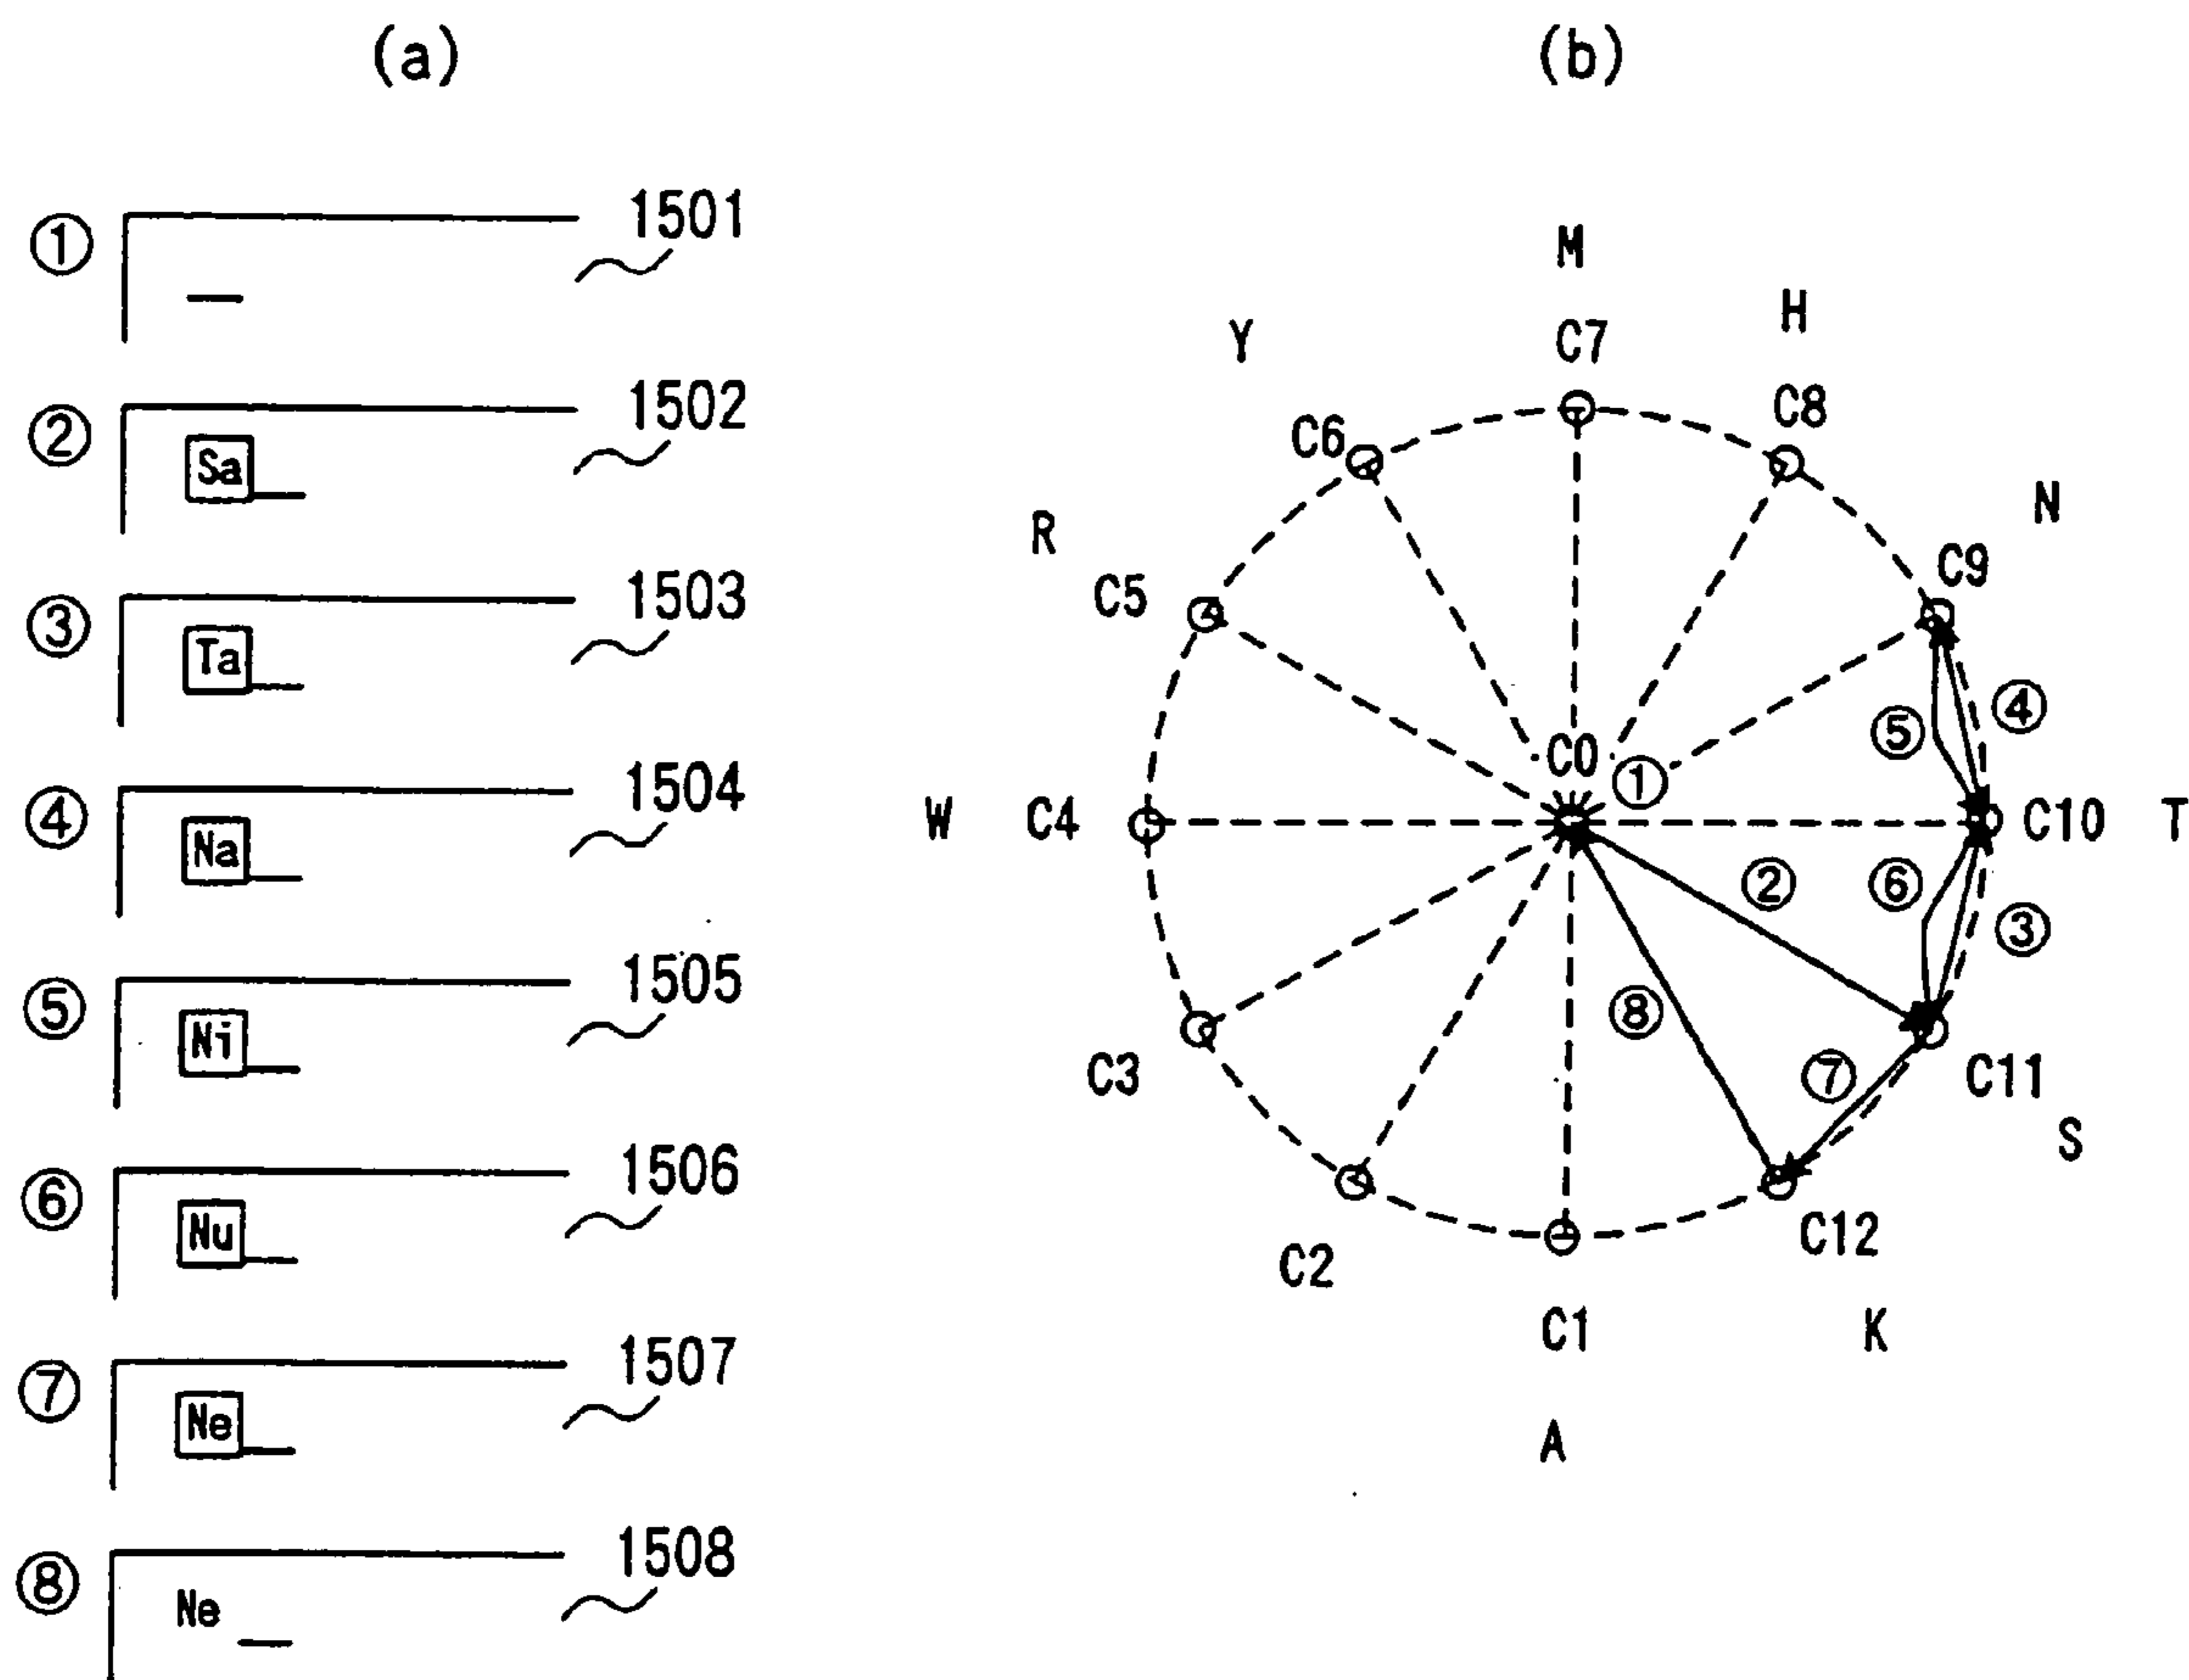 (a)
① 1501
② Sa 1502
③ Ta 1503
④ Na 1504
⑤ Ni 1505
⑥ Nu 1506
⑦ Ne 1507
⑧ Ne 1508
(b)
M
H
Y C7
C6 C8
R N
C5 C9
④
⑤
C0 ①
W C4 C10 T
② ⑥
③
⑧
C3 ⑦ C11
S
C2 C12
C1 K
A